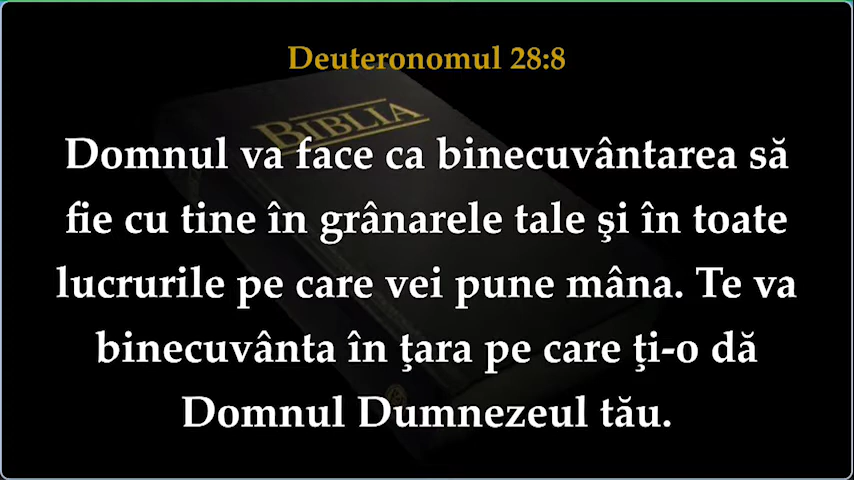 Deuteronomul 28:8
BIBLIA
Domnul va face ca binecuvântarea să
fie cu tine în grânarele tale şi în toate
lucrurile pe care vei pune mâna. Te va
binecuvânta în ţara pe care ţi-o dă
Domnul Dumnezeul tău.